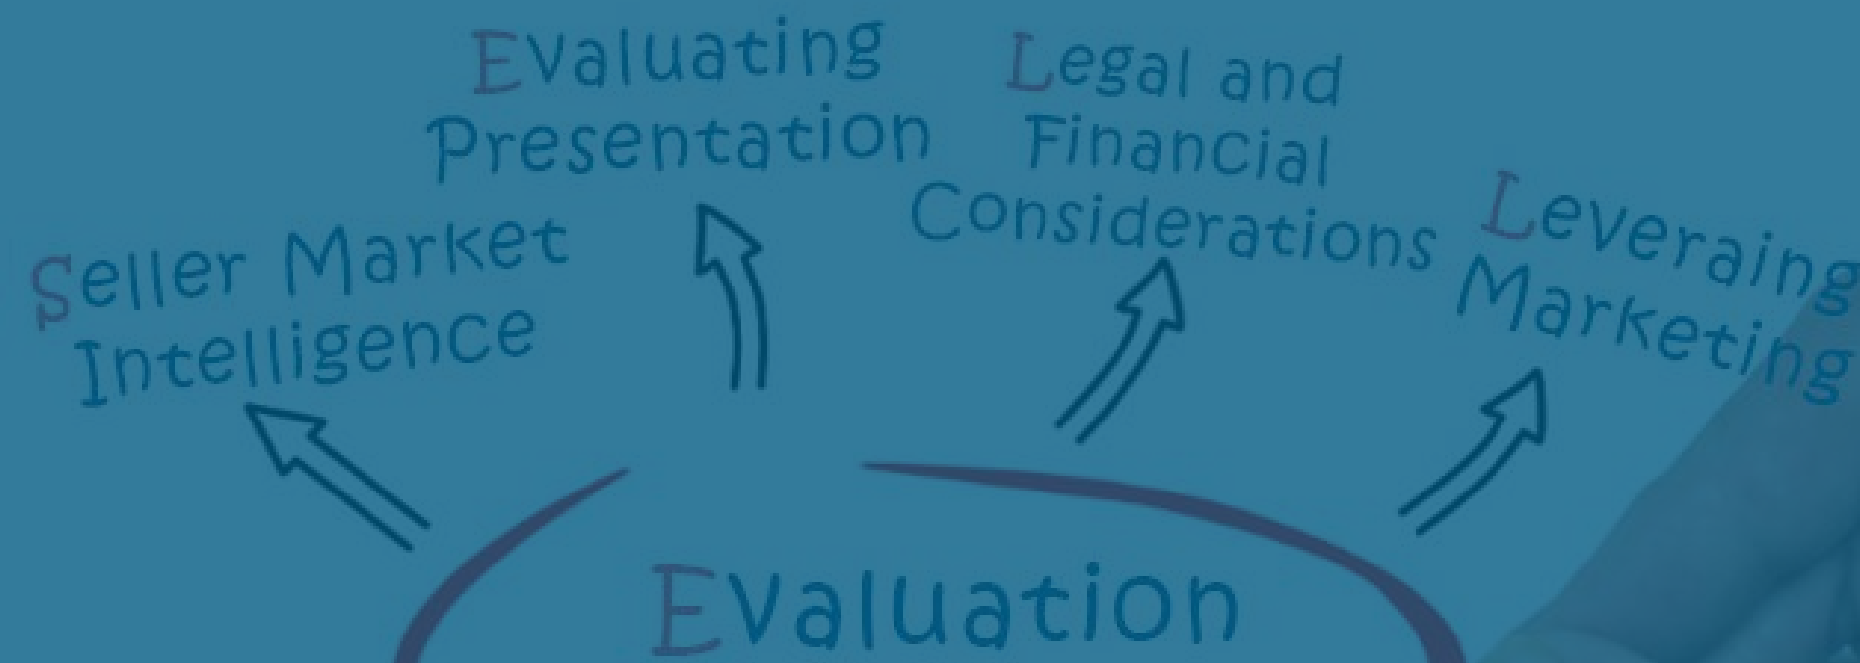 Seller Market
Intelligence
Evaluating
Presentation
Legal and
Financial
Considerations
Leveraing
Marketing
Evaluation